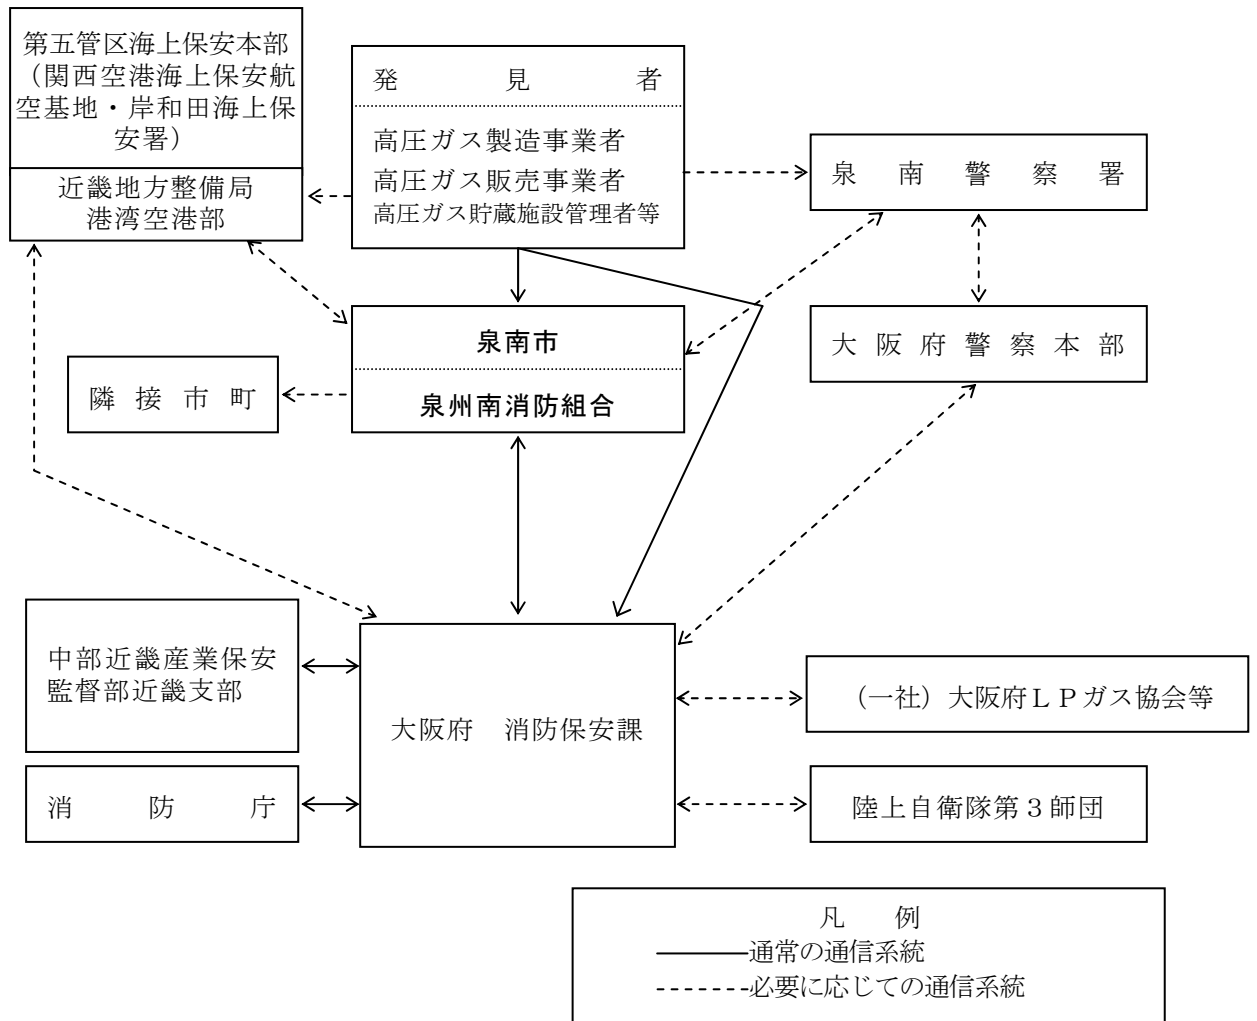 第五管区海上保安本部
（関西空港海上保安航
空基地・岸和田海上保
安署）
近畿地方整備局
港湾空港部
発見者
高圧ガス製造事業者
高圧ガス販売事業者
高圧ガス貯蔵施設管理者等
泉南警察署
大阪府警察本部
泉南市
泉州南消防組合
隣接市町
中部近畿産業保安
監督部近畿支部
消防庁
大阪府　消防保安課
（一社）大阪府ＬＰガス協会等
陸上自衛隊第３師団
凡　例
通常の通信系統
必要に応じての通信系統